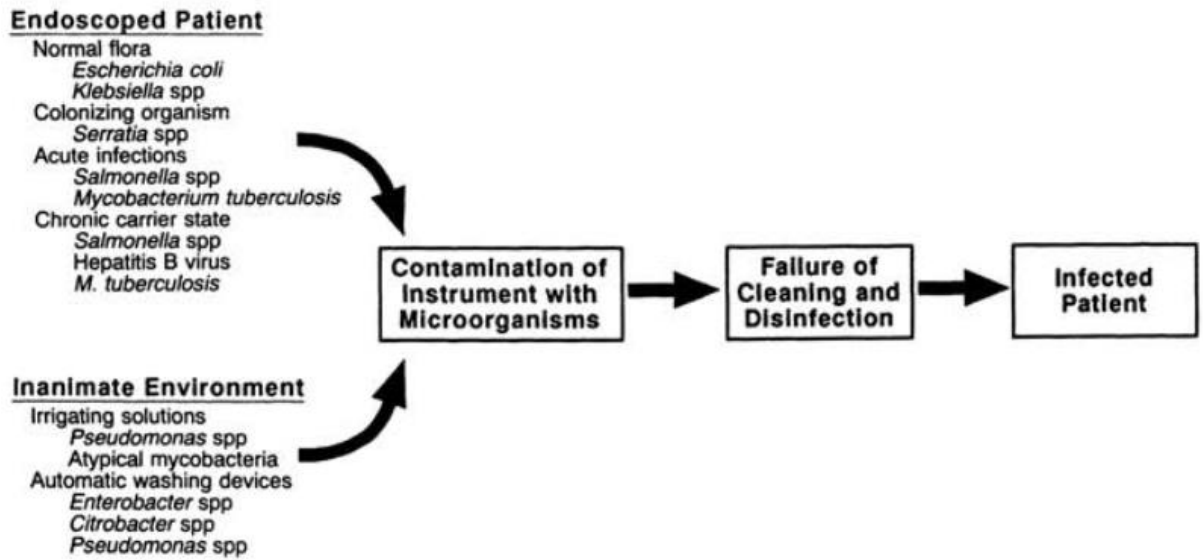 Endoscoped Patient
Normal flora
Escherichia coli
Klebsiella spp
Colonizing organism
Serratia spp
Acute infections
Salmonella spp
Mycobacterium tuberculosis
Chronic carrier state
Salmonella spp
Hepatitis B virus
M. tuberculosis
Inanimate Environment
Irrigating solutions
Pseudomonas spp
Atypical mycobacteria
Automatic washing devices
Enterobacter spp
Citrobacter spp
Pseudomonas spp
Contamination of
Instrument with
Microorganisms
Failure of
Cleaning and
Disinfection
Infected
Patient